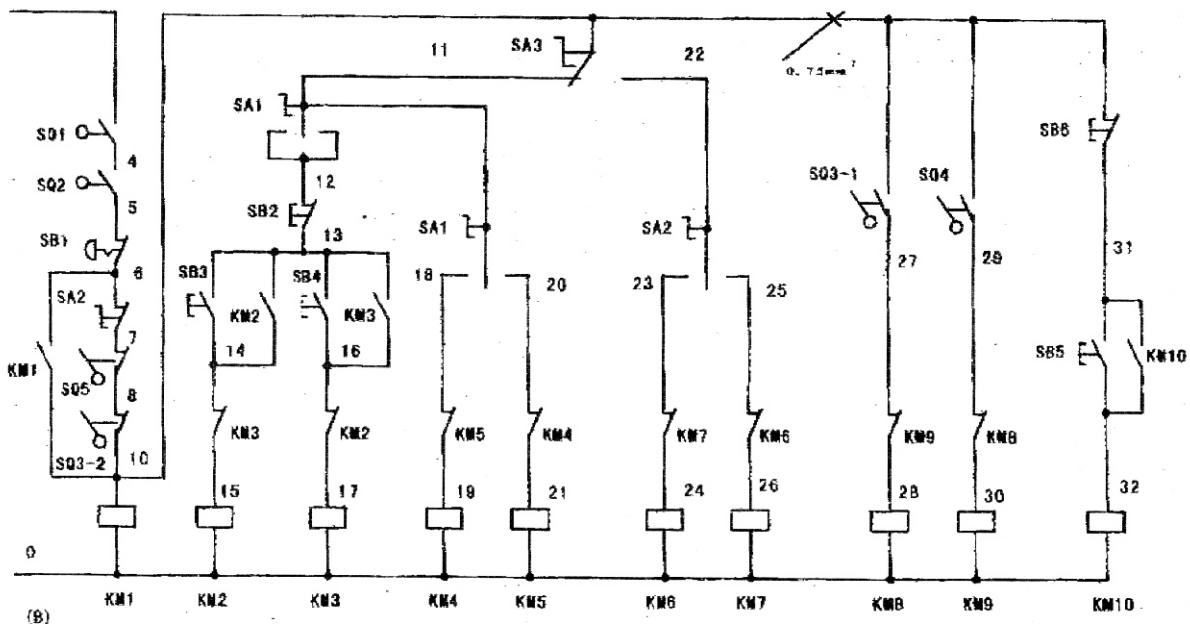 11
SA3
22
0.75mm²
SA1
SQ1
4
SB6
SQ2
12
SQ3-1
SQ4
5
SB2
SA1
SA2
SB1
13
31
6
SB3
SB4
18
20
23
25
27
29
SA2
KM2
KM3
7
14
16
SB5
KM10
KM1
SQ5
8
KM3
KM2
KM5
KM4
KM7
KM6
KM9
KM8
SQ3-2
10
15
17
19
21
24
26
28
30
32
0
KM1
KM2
KM3
KM4
KM5
KM6
KM7
KM8
KM9
KM10
(B)